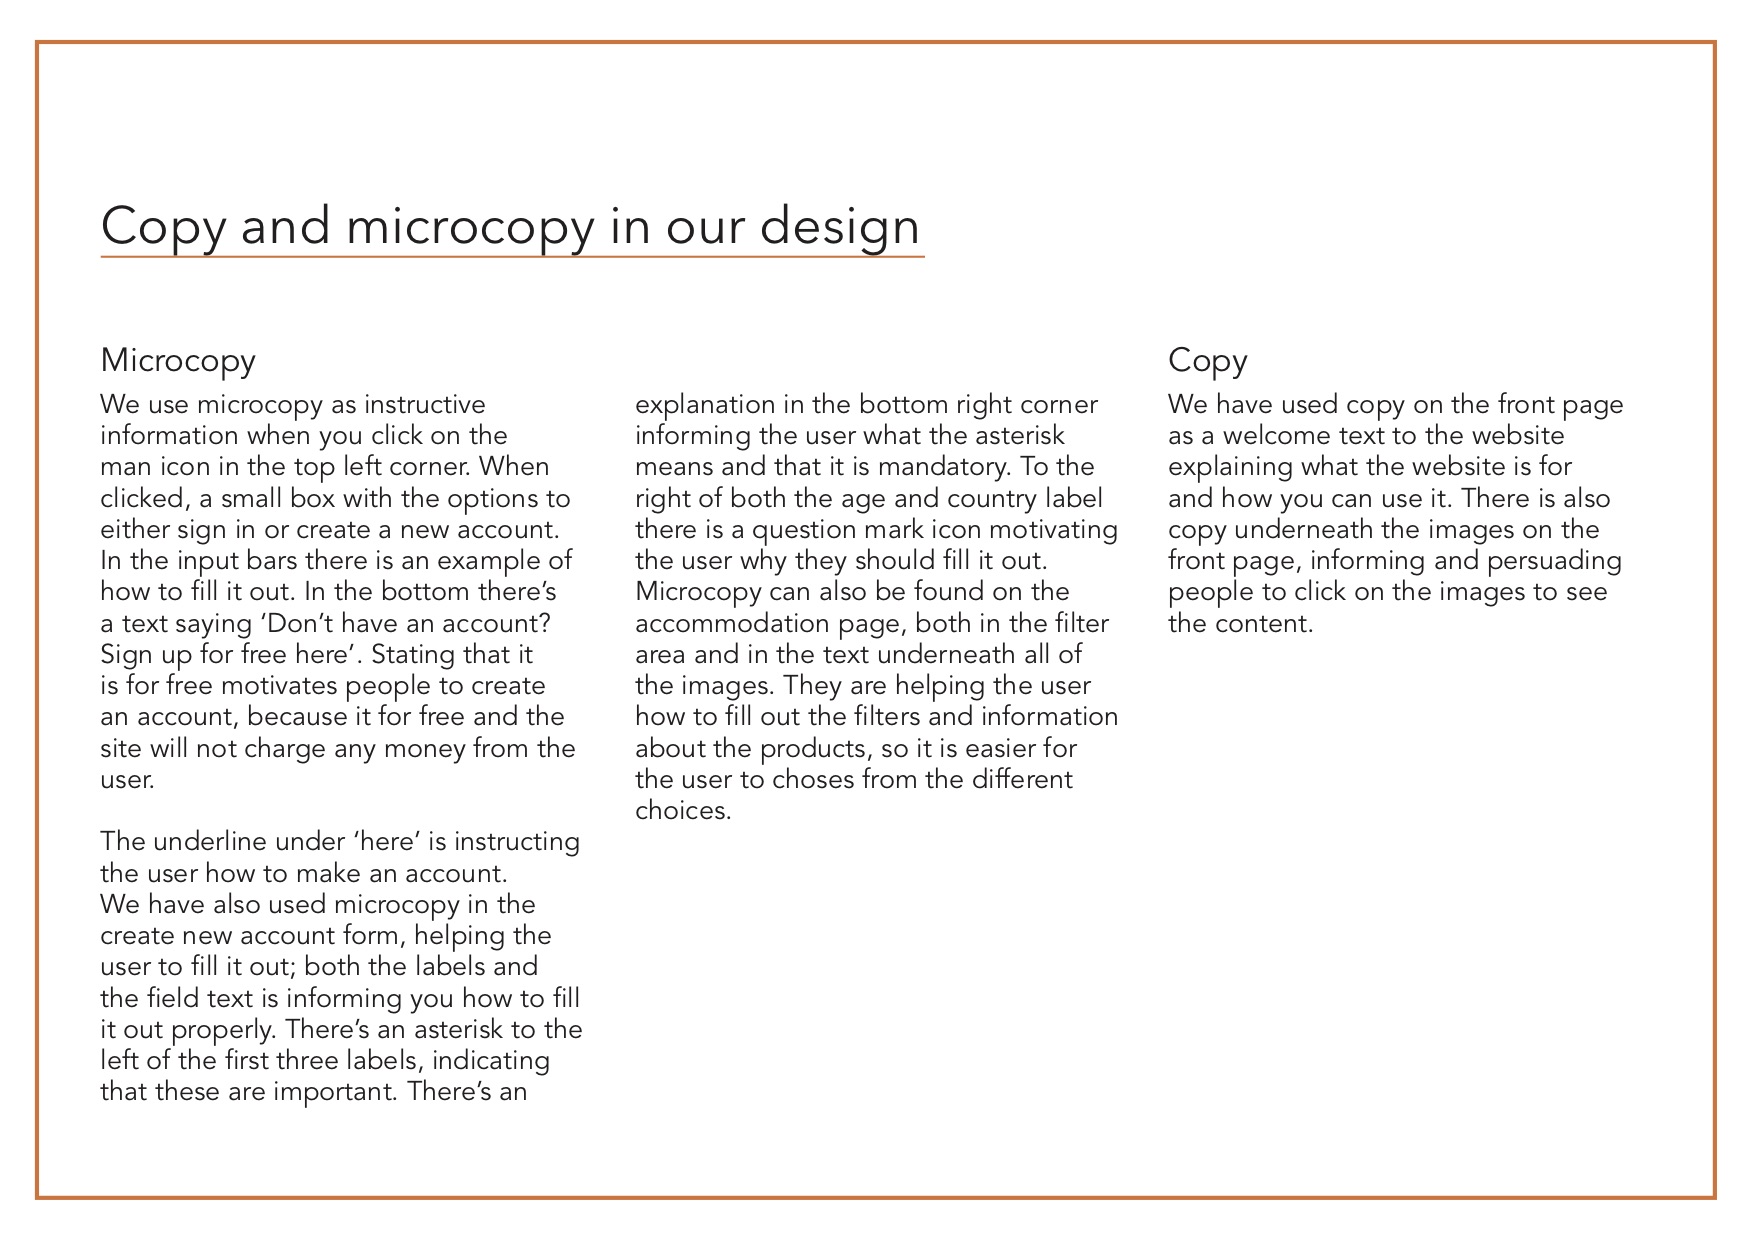 Copy and microcopy in our design
Microcopy
We use microcopy as instructive
information when you click on the
man icon in the top left corner. When
clicked, a small box with the options to
either sign in or create a new account.
In the input bars there is an example of
how to fill it out. In the bottom there’s
a text saying ‘Don’t have an account?
Sign up for free here’. Stating that it
is for free motivates people to create
an account, because it for free and the
site will not charge any money from the
user.
The underline under ‘here’ is instructing
the user how to make an account.
We have also used microcopy in the
create new account form, helping the
user to fill it out; both the labels and
the field text is informing you how to fill
it out properly. There’s an asterisk to the
left of the first three labels, indicating
that these are important. There’s an
explanation in the bottom right corner
informing the user what the asterisk
means and that it is mandatory. To the
right of both the age and country label
there is a question mark icon motivating
the user why they should fill it out.
Microcopy can also be found on the
accommodation page, both in the filter
area and in the text underneath all of
the images. They are helping the user
how to fill out the filters and information
about the products, so it is easier for
the user to choses from the different
choices.
Copy
We have used copy on the front page
as a welcome text to the website
explaining what the website is for
and how you can use it. There is also
copy underneath the images on the
front page, informing and persuading
people to click on the images to see
the content.